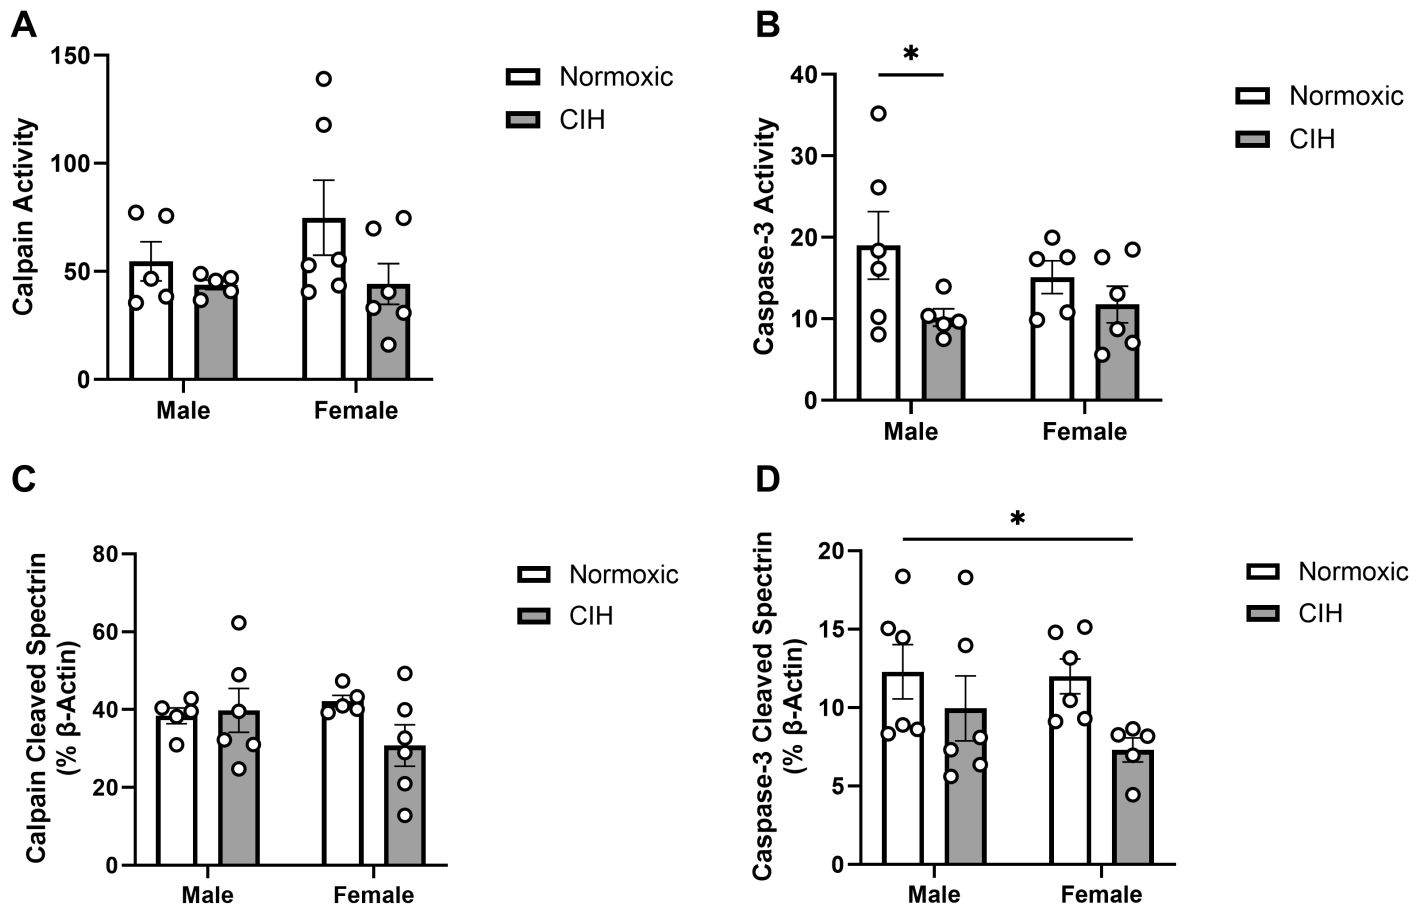 A
Calpain Activity
150
100
50
0
Male
Female
Normoxic
CIH
B
*
Caspase-3 Activity
40
30
20
10
0
Male
Female
Normoxic
CIH
C
Calpain Cleaved Spectrin
(% β-Actin)
80
60
40
20
0
Male
Female
Normoxic
CIH
D
*
Caspase-3 Cleaved Spectrin
(% β-Actin)
20
15
10
5
0
Male
Female
Normoxic
CIH